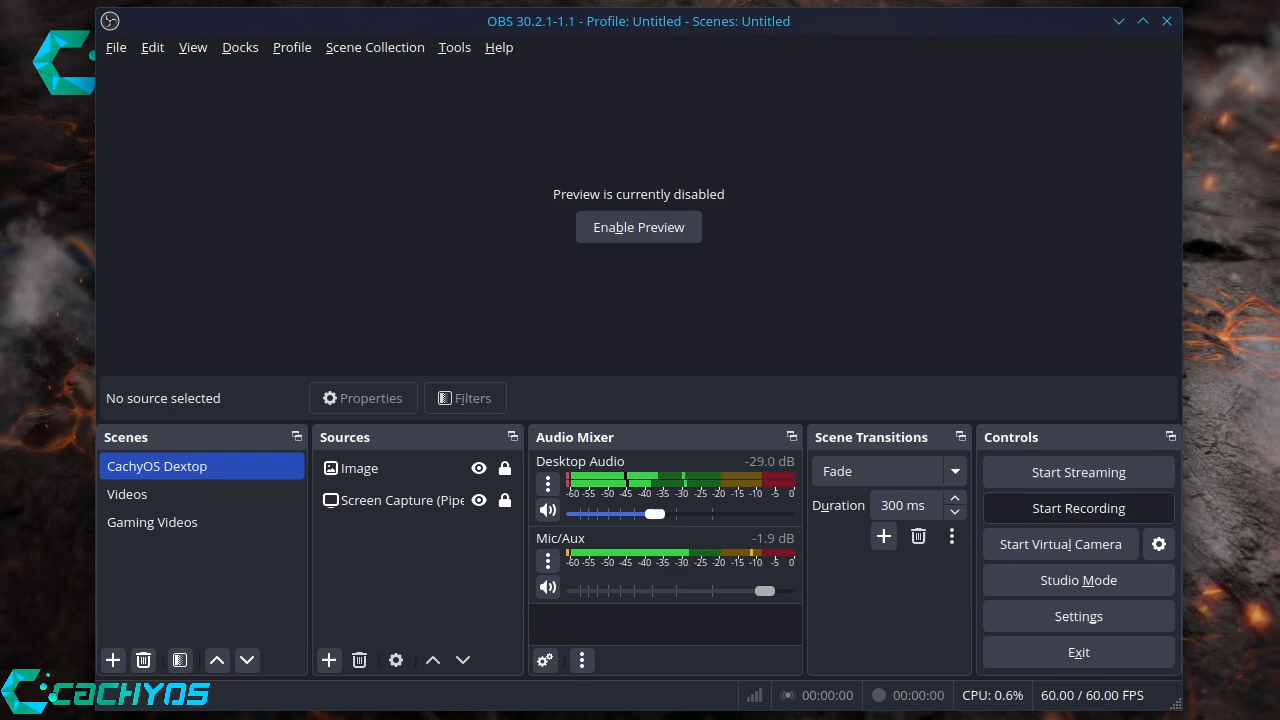 OBS 30.2.1-1.1 - Profile: Untitled - Scenes: Untitled
File Edit View Docks Profile Scene Collection Tools Help
Preview is currently disabled
Enable Preview
No source selected Properties Filters
Scenes
CachyOS Dextop
Videos
Gaming Videos
Sources
Image
Screen Capture (Pipe
Audio Mixer
Desktop Audio -29.0 dB
-60 -55 -50 -45 -40 -35 -30 -25 -20 -15 -10 -5 0
Mic/Aux -1.9 dB
-60 -55 -50 -45 -40 -35 -30 -25 -20 -15 -10 -5 0
Scene Transitions
Fade
Duration 300 ms
Controls
Start Streaming
Start Recording
Start Virtual Camera
Studio Mode
Settings
Exit
CACHYOS
00:00:00 00:00:00 CPU: 0.6% 60.00 / 60.00 FPS